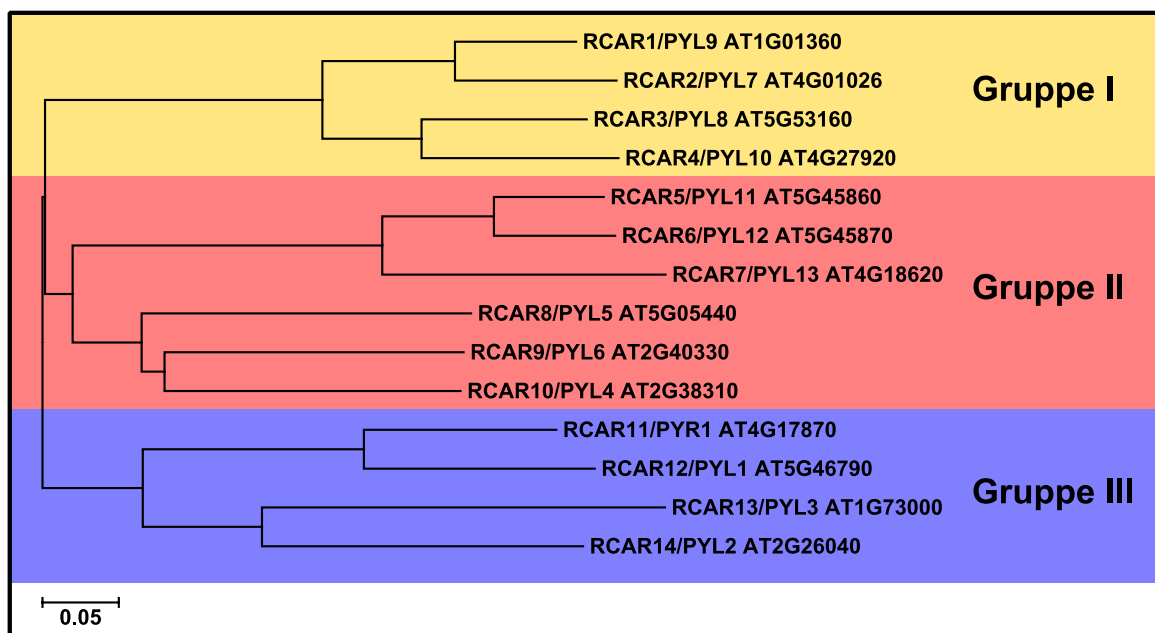 RCAR1/PYL9 AT1G01360
RCAR2/PYL7 AT4G01026
Gruppe I
RCAR3/PYL8 AT5G53160
RCAR4/PYL10 AT4G27920
RCAR5/PYL11 AT5G45860
RCAR6/PYL12 AT5G45870
RCAR7/PYL13 AT4G18620
Gruppe II
RCAR8/PYL5 AT5G05440
RCAR9/PYL6 AT2G40330
RCAR10/PYL4 AT2G38310
RCAR11/PYR1 AT4G17870
RCAR12/PYL1 AT5G46790
Gruppe III
RCAR13/PYL3 AT1G73000
RCAR14/PYL2 AT2G26040
0.05